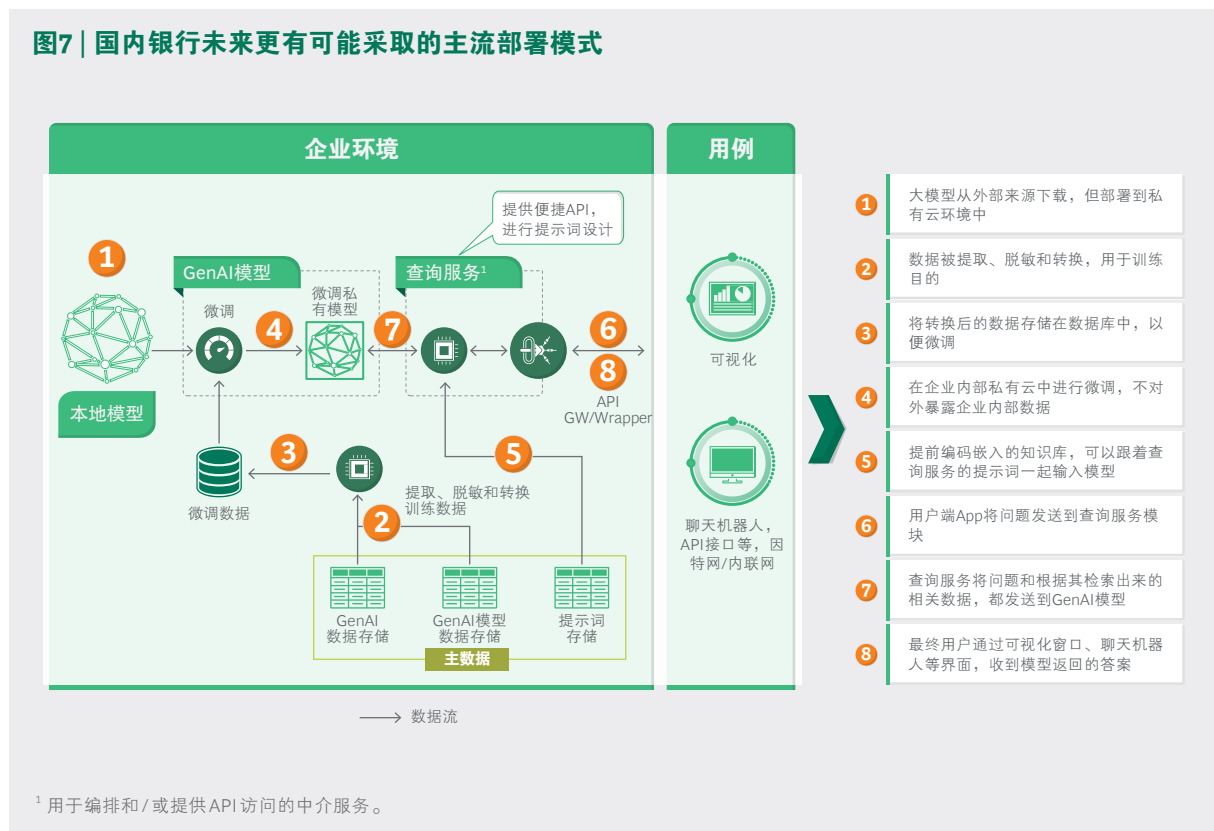 图7 | 国内银行未来更有可能采取的主流部署模式
企业环境
用例
提供便捷API，
进行提示词设计
1
GenAI模型
查询服务1
微调
微调私
有模型
4
7
6
8
API
GW/Wrapper
本地模型
3
5
微调数据
提取、脱敏和转换
训练数据
2
GenAI
数据存储
GenAI模型
数据存储
提示词
存储
主数据
数据流
可视化
聊天机器人，
API接口等，因
特网/内联网
1
大模型从外部来源下载，但部署到私
有云环境中
2
数据被提取、脱敏和转换，用于训练
目的
3
将转换后的数据存储在数据库中，以
便微调
4
在企业内部私有云中进行微调，不对
外暴露企业内部数据
5
提前编码嵌入的知识库，可以跟着查
询服务的提示词一起输入模型
6
用户端App将问题发送到查询服务模
块
7
查询服务将问题和根据其检索出来的
相关数据，都发送到GenAI模型
8
最终用户通过可视化窗口、聊天机器
人等界面，收到模型返回的答案
1 用于编排和/或提供API访问的中介服务。